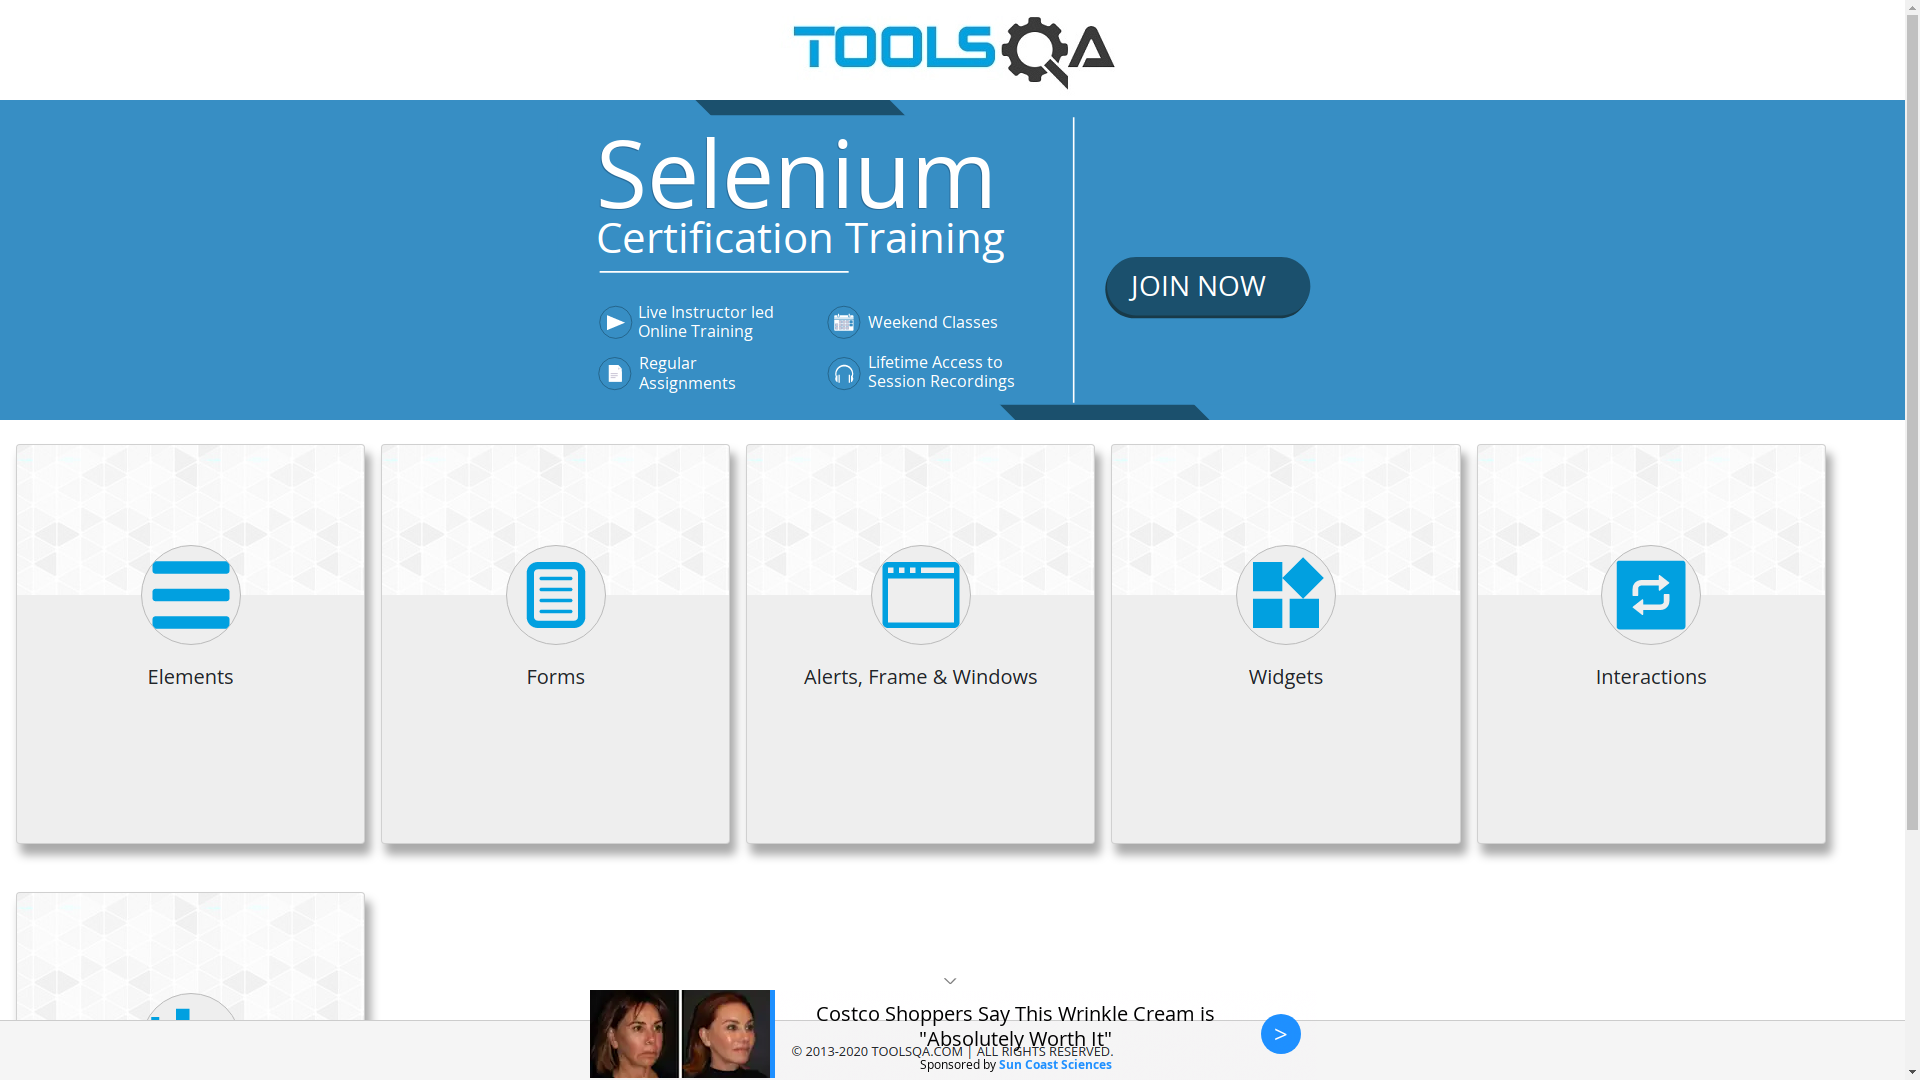 TOOLSQA
Selenium
Certification Training
Live Instructor led
Online Training
Weekend Classes
Regular
Assignments
Lifetime Access to
Session Recordings
JOIN NOW
Elements
Forms
Alerts, Frame & Windows
Widgets
Interactions
Costco Shoppers Say This Wrinkle Cream is
"Absolutely Worth It"
>
© 2013-2020 TOOLSQA.COM | ALL RIGHTS RESERVED.
Sponsored by Sun Coast Sciences